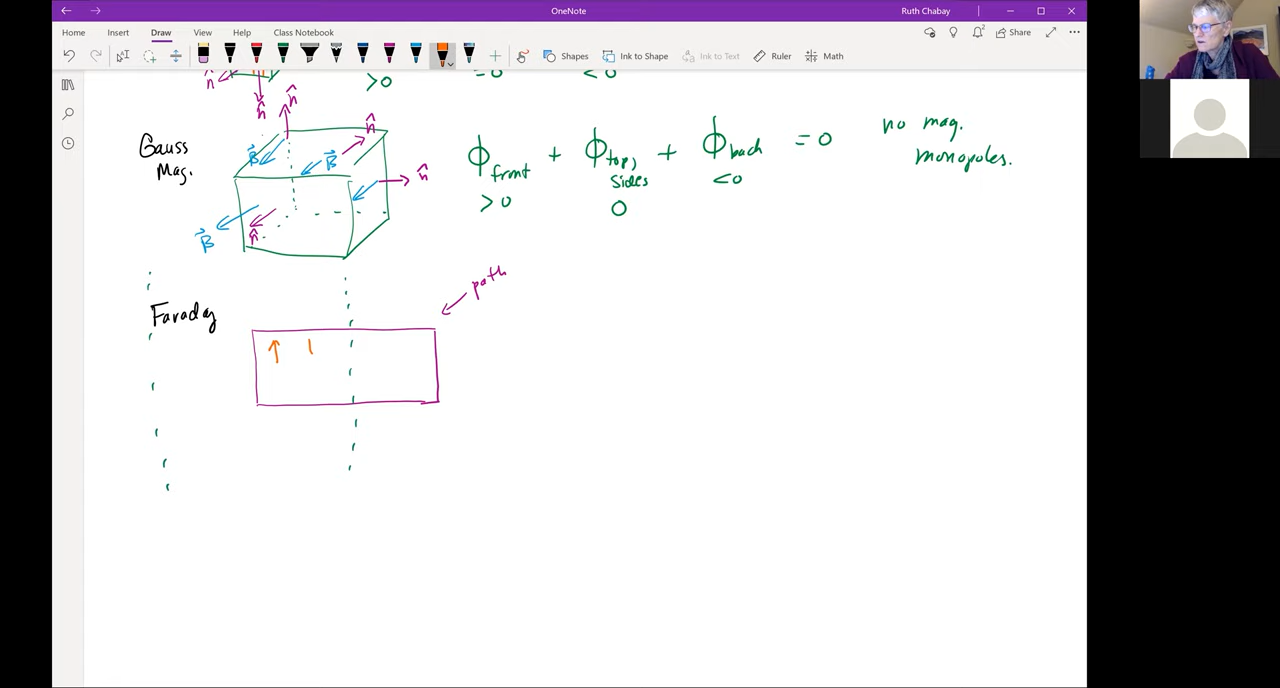 OneNote
Ruth Chabay
Home Insert Draw View Help Class Notebook
Share
Shapes Ink to Shape Ink to Text Ruler Math
n̂ >0 =0 <0
n̂
n̂
Gauss
Mag.
B⃗ B⃗ n̂
n̂
B⃗ n̂
Φfront + Φtop, sides + Φback = 0
>0 0 <0
no mag.
monopoles.
path
Faraday